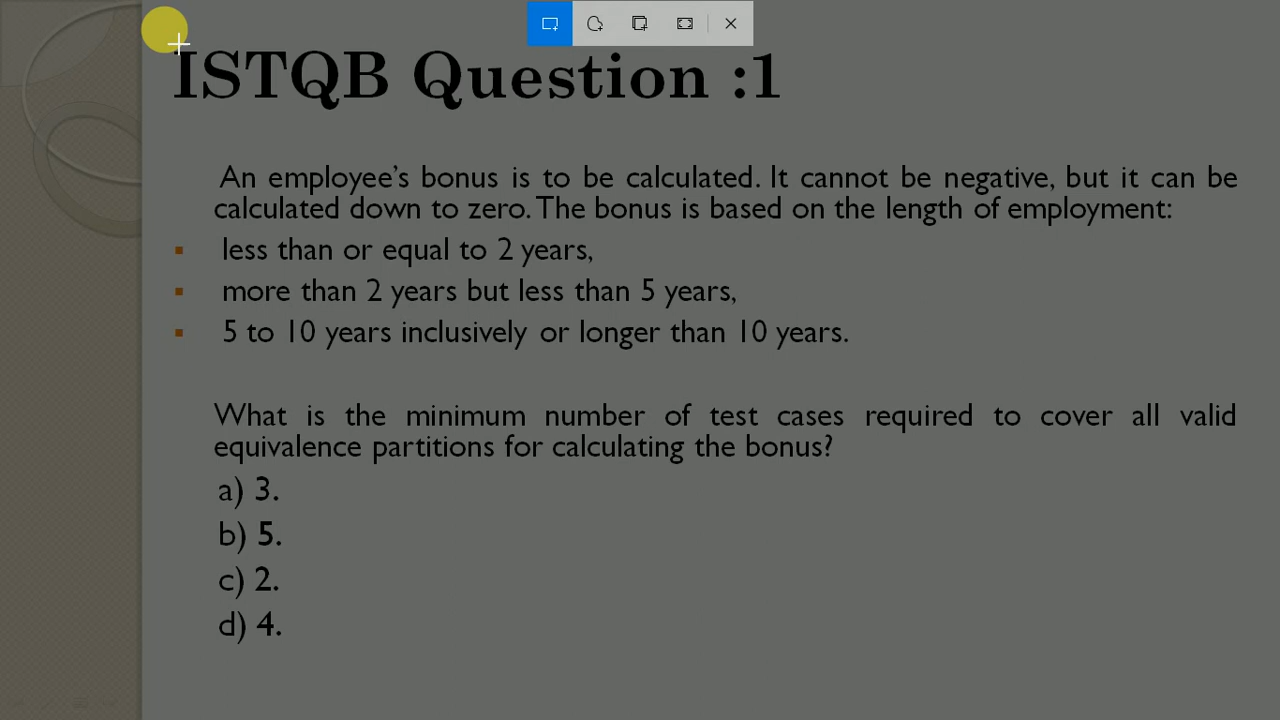 ISTQB Question :1
An employee's bonus is to be calculated. It cannot be negative, but it can be
calculated down to zero. The bonus is based on the length of employment:
less than or equal to 2 years,
more than 2 years but less than 5 years,
5 to 10 years inclusively or longer than 10 years.
What is the minimum number of test cases required to cover all valid
equivalence partitions for calculating the bonus?
a) 3.
b) 5.
c) 2.
d) 4.